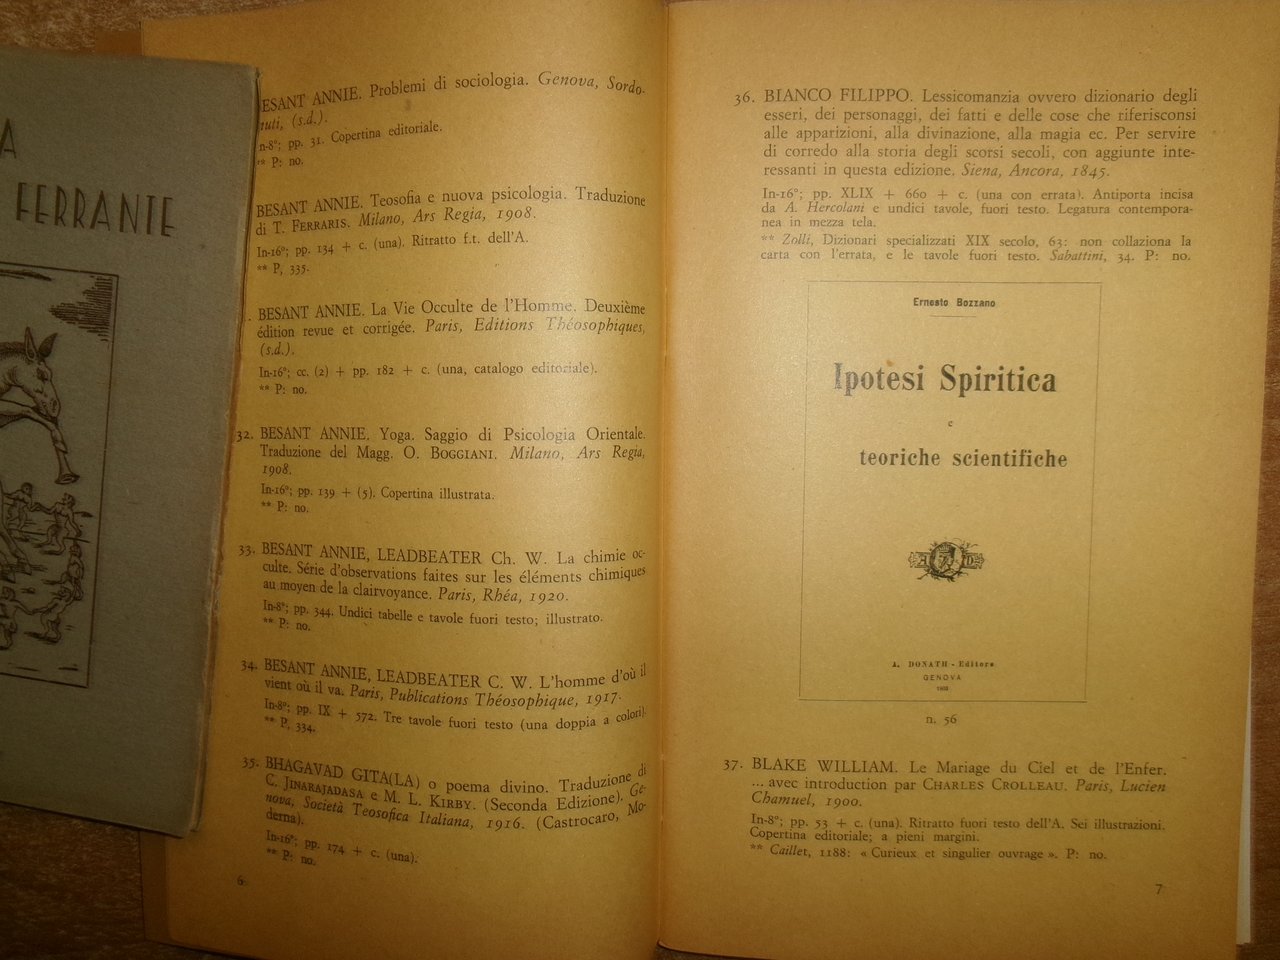 A
FERRANTE
BESANT ANNIE. Problemi di sociologia. Genova, Sordo-
muti, (s.d.).
In-8°; pp. 31. Copertina editoriale.
** P: no.
BESANT ANNIE. Teosofia e nuova psicologia. Traduzione
di T. FERRARIS. Milano, Ars Regia, 1908.
In-16°; pp. 134 + c. (una). Ritratto f.t. dell'A.
** P, 335.
. BESANT ANNIE. La Vie Occulte de l'Homme. Deuxième
édition revue et corrigée. Paris, Editions Théosophiques,
(s.d.).
In-16°; cc. (2) + pp. 182 + c. (una, catalogo editoriale).
** P: no.
32. BESANT ANNIE. Yoga. Saggio di Psicologia Orientale.
Traduzione del Magg. O. BOGGIANI. Milano, Ars Regia,
1908.
In-16°; pp. 139 + (5). Copertina illustrata.
** P: no.
33. BESANT ANNIE, LEADBEATER Ch. W. La chimie oc-
culte. Série d'observations faites sur les éléments chimiques
au moyen de la clairvoyance. Paris, Rhéa, 1920.
In-8°; pp. 344. Undici tabelle e tavole fuori testo; illustrato.
** P: no.
34. BESANT ANNIE, LEADBEATER C. W. L'homme d'où il
vient où il va. Paris, Publications Théosophique, 1917.
In-8°; pp. IX + 572. Tre tavole fuori testo (una doppia a colori).
** P, 334.
35. BHAGAVAD GITA(LA) o poema divino. Traduzione di
C. JINARAJADASA e M. L. KIRBY. (Seconda Edizione). Ge-
nova, Società Teosofica Italiana, 1916. (Castrocaro, Mo-
derna).
In-16°; pp. 174 + c. (una).
** P: no.
6
36. BIANCO FILIPPO. Lessicomanzia ovvero dizionario degli
esseri, dei personaggi, dei fatti e delle cose che riferisconsi
alle apparizioni, alla divinazione, alla magia ec. Per servire
di corredo alla storia degli scorsi secoli, con aggiunte inte-
ressanti in questa edizione. Siena, Ancora, 1845.
In-16°; pp. XLIX + 660 + c. (una con errata). Antiporta incisa
da A. Hercolani e undici tavole, fuori testo. Legatura contempora-
nea in mezza tela.
** Zolli, Dizionari specializzati XIX secolo, 63: non collaziona la
carta con l'errata, e le tavole fuori testo. Sabattini, 34. P: no.
Ernesto Bozzano
Ipotesi Spiritica
e
teoriche scientifiche
A. DONATH - Editore
GENOVA
1903
n. 56
37. BLAKE WILLIAM. Le Mariage du Ciel et de l'Enfer.
... avec introduction par CHARLES CROLLEAU. Paris, Lucien
Chamuel, 1900.
In-8°; pp. 53 + c. (una). Ritratto fuori testo dell'A. Sei illustrazioni.
Copertina editoriale; a pieni margini.
** Caillet, 1188: « Curieux et singulier ouvrage ». P: no.
7